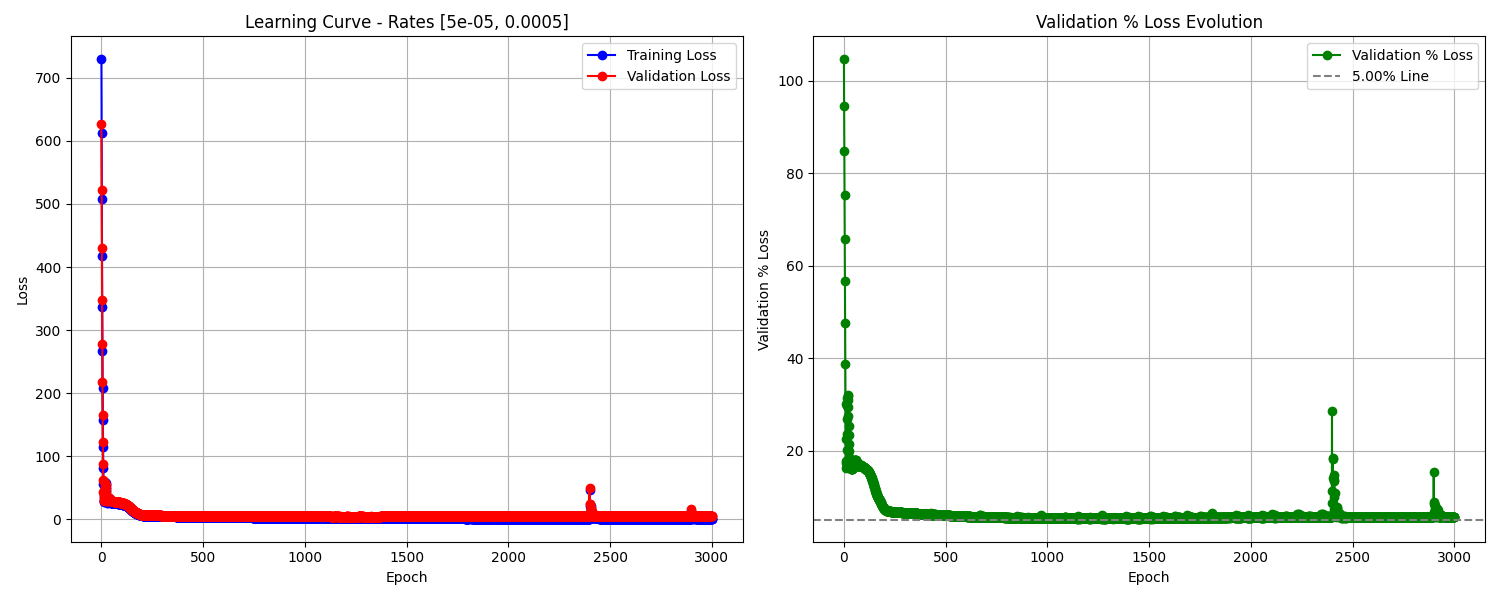 Learning Curve - Rates [5e-05, 0.0005]
Training Loss
Validation Loss
Loss
700
600
500
400
300
200
100
0
0 500 1000 1500 2000 2500 3000
Epoch
Validation % Loss Evolution
Validation % Loss
5.00% Line
Validation % Loss
100
80
60
40
20
0 500 1000 1500 2000 2500 3000
Epoch